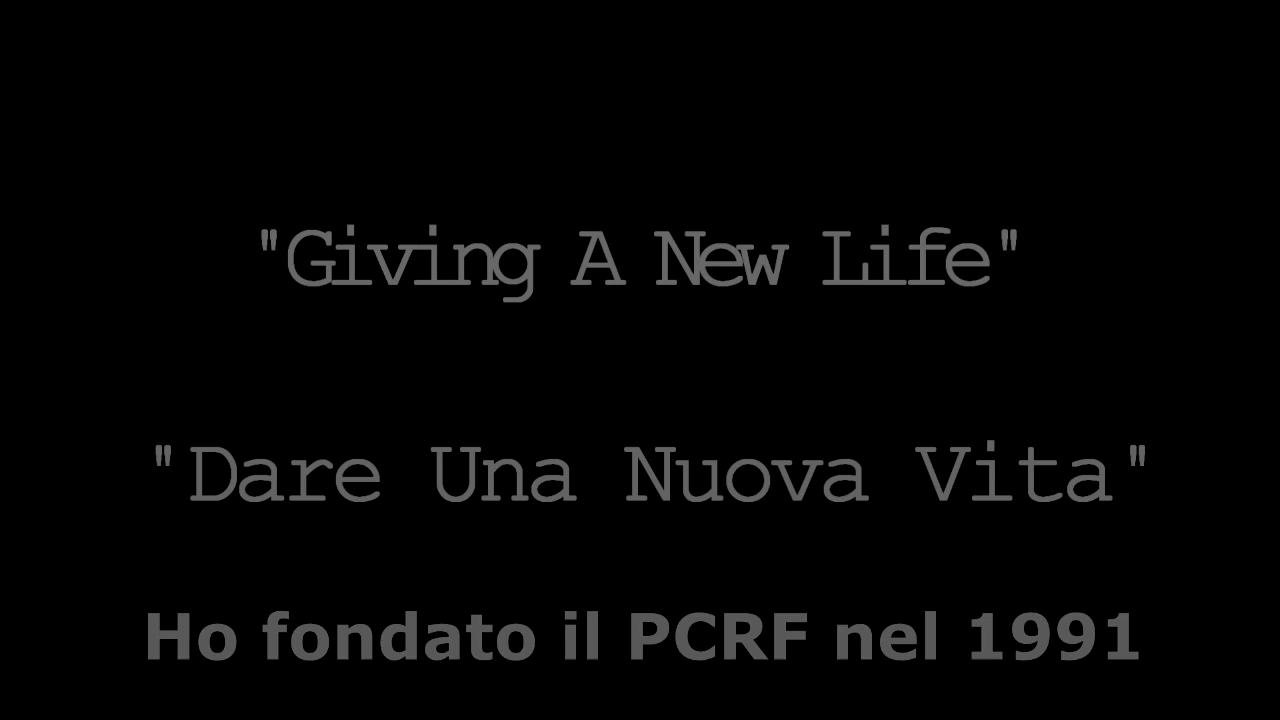 "Giving A New Life"
"Dare Una Nuova Vita"
Ho fondato il PCRF nel 1991